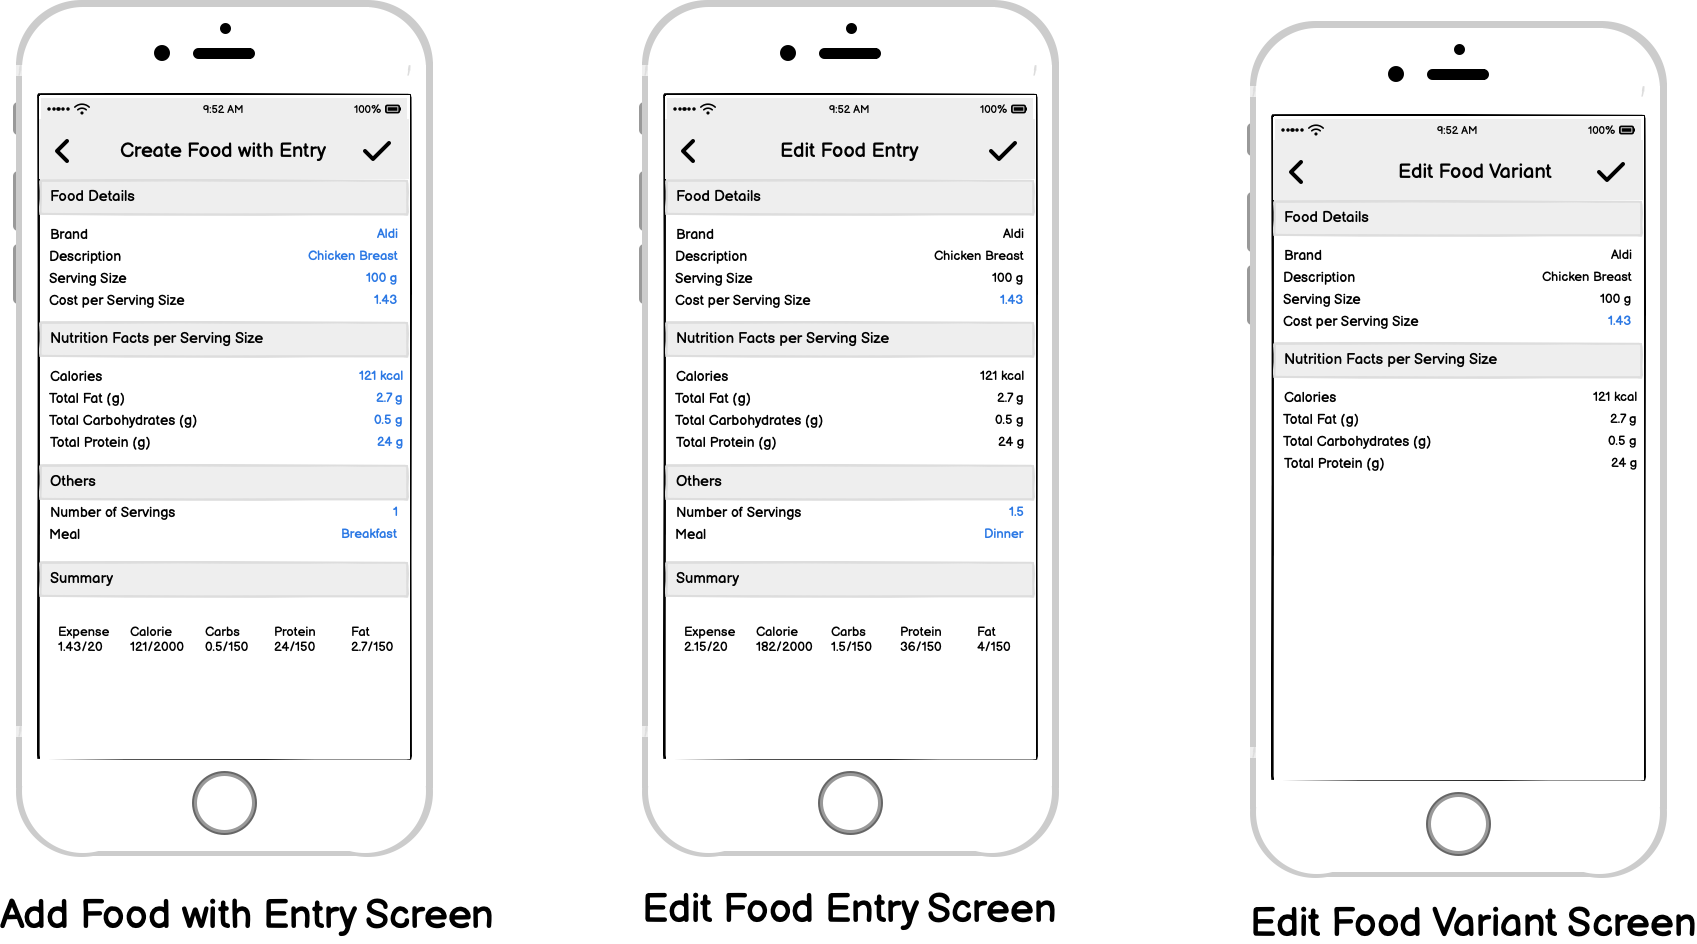 9:52 AM 100%
Create Food with Entry
Food Details
Brand Aldi
Description Chicken Breast
Serving Size 100 g
Cost per Serving Size 1.43
Nutrition Facts per Serving Size
Calories 121 kcal
Total Fat (g) 2.7 g
Total Carbohydrates (g) 0.5 g
Total Protein (g) 24 g
Others
Number of Servings 1
Meal Breakfast
Summary
Expense Calorie Carbs Protein Fat
1.43/20 121/2000 0.5/150 24/150 2.7/150
Add Food with Entry Screen
9:52 AM 100%
Edit Food Entry
Food Details
Brand Aldi
Description Chicken Breast
Serving Size 100 g
Cost per Serving Size 1.43
Nutrition Facts per Serving Size
Calories 121 kcal
Total Fat (g) 2.7 g
Total Carbohydrates (g) 0.5 g
Total Protein (g) 24 g
Others
Number of Servings 1.5
Meal Dinner
Summary
Expense Calorie Carbs Protein Fat
2.15/20 182/2000 1.5/150 36/150 4/150
Edit Food Entry Screen
9:52 AM 100%
Edit Food Variant
Food Details
Brand Aldi
Description Chicken Breast
Serving Size 100 g
Cost per Serving Size 1.43
Nutrition Facts per Serving Size
Calories 121 kcal
Total Fat (g) 2.7 g
Total Carbohydrates (g) 0.5 g
Total Protein (g) 24 g
Edit Food Variant Screen